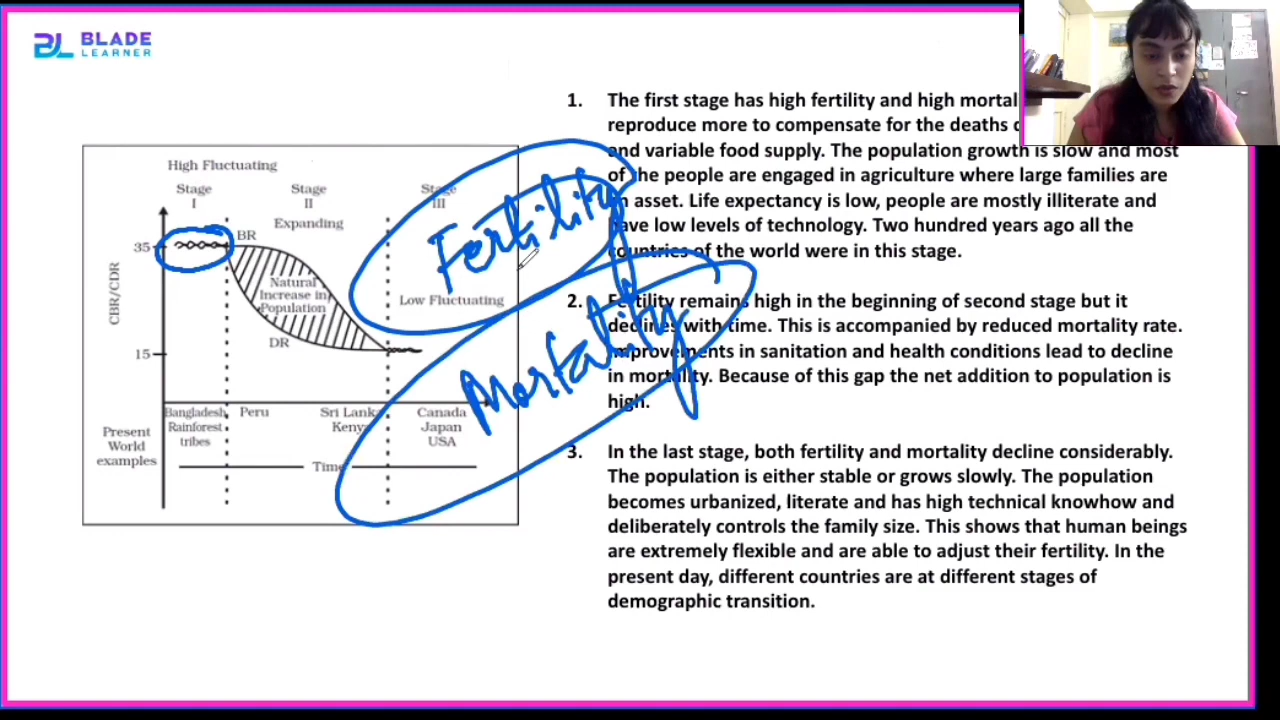 BLADE
LEARNER
High Fluctuating
Stage
I
Stage
II
Stage
III
Expanding
35
BR
CBR/CDR
Natural
Increase in
Population
Low Fluctuating
DR
15
Bangladesh
Rainforest
tribes
Peru
Sri Lanka
Kenya
Canada
Japan
USA
Present
World
examples
Time
Fertility
Mortality
1. The first stage has high fertility and high
reproduce more to compensate for the deaths
and variable food supply. The population growth is slow and most
of the people are engaged in agriculture where large families are
an asset. Life expectancy is low, people are mostly illiterate and
have low levels of technology. Two hundred years ago all the
countries of the world were in this stage.
2. Fertility remains high in the beginning of second stage but it
declines with time. This is accompanied by reduced mortality rate.
Improvements in sanitation and health conditions lead to decline
in mortality. Because of this gap the net addition to population is
high.
3. In the last stage, both fertility and mortality decline considerably.
The population is either stable or grows slowly. The population
becomes urbanized, literate and has high technical knowhow and
deliberately controls the family size. This shows that human beings
are extremely flexible and are able to adjust their fertility. In the
present day, different countries are at different stages of
demographic transition.